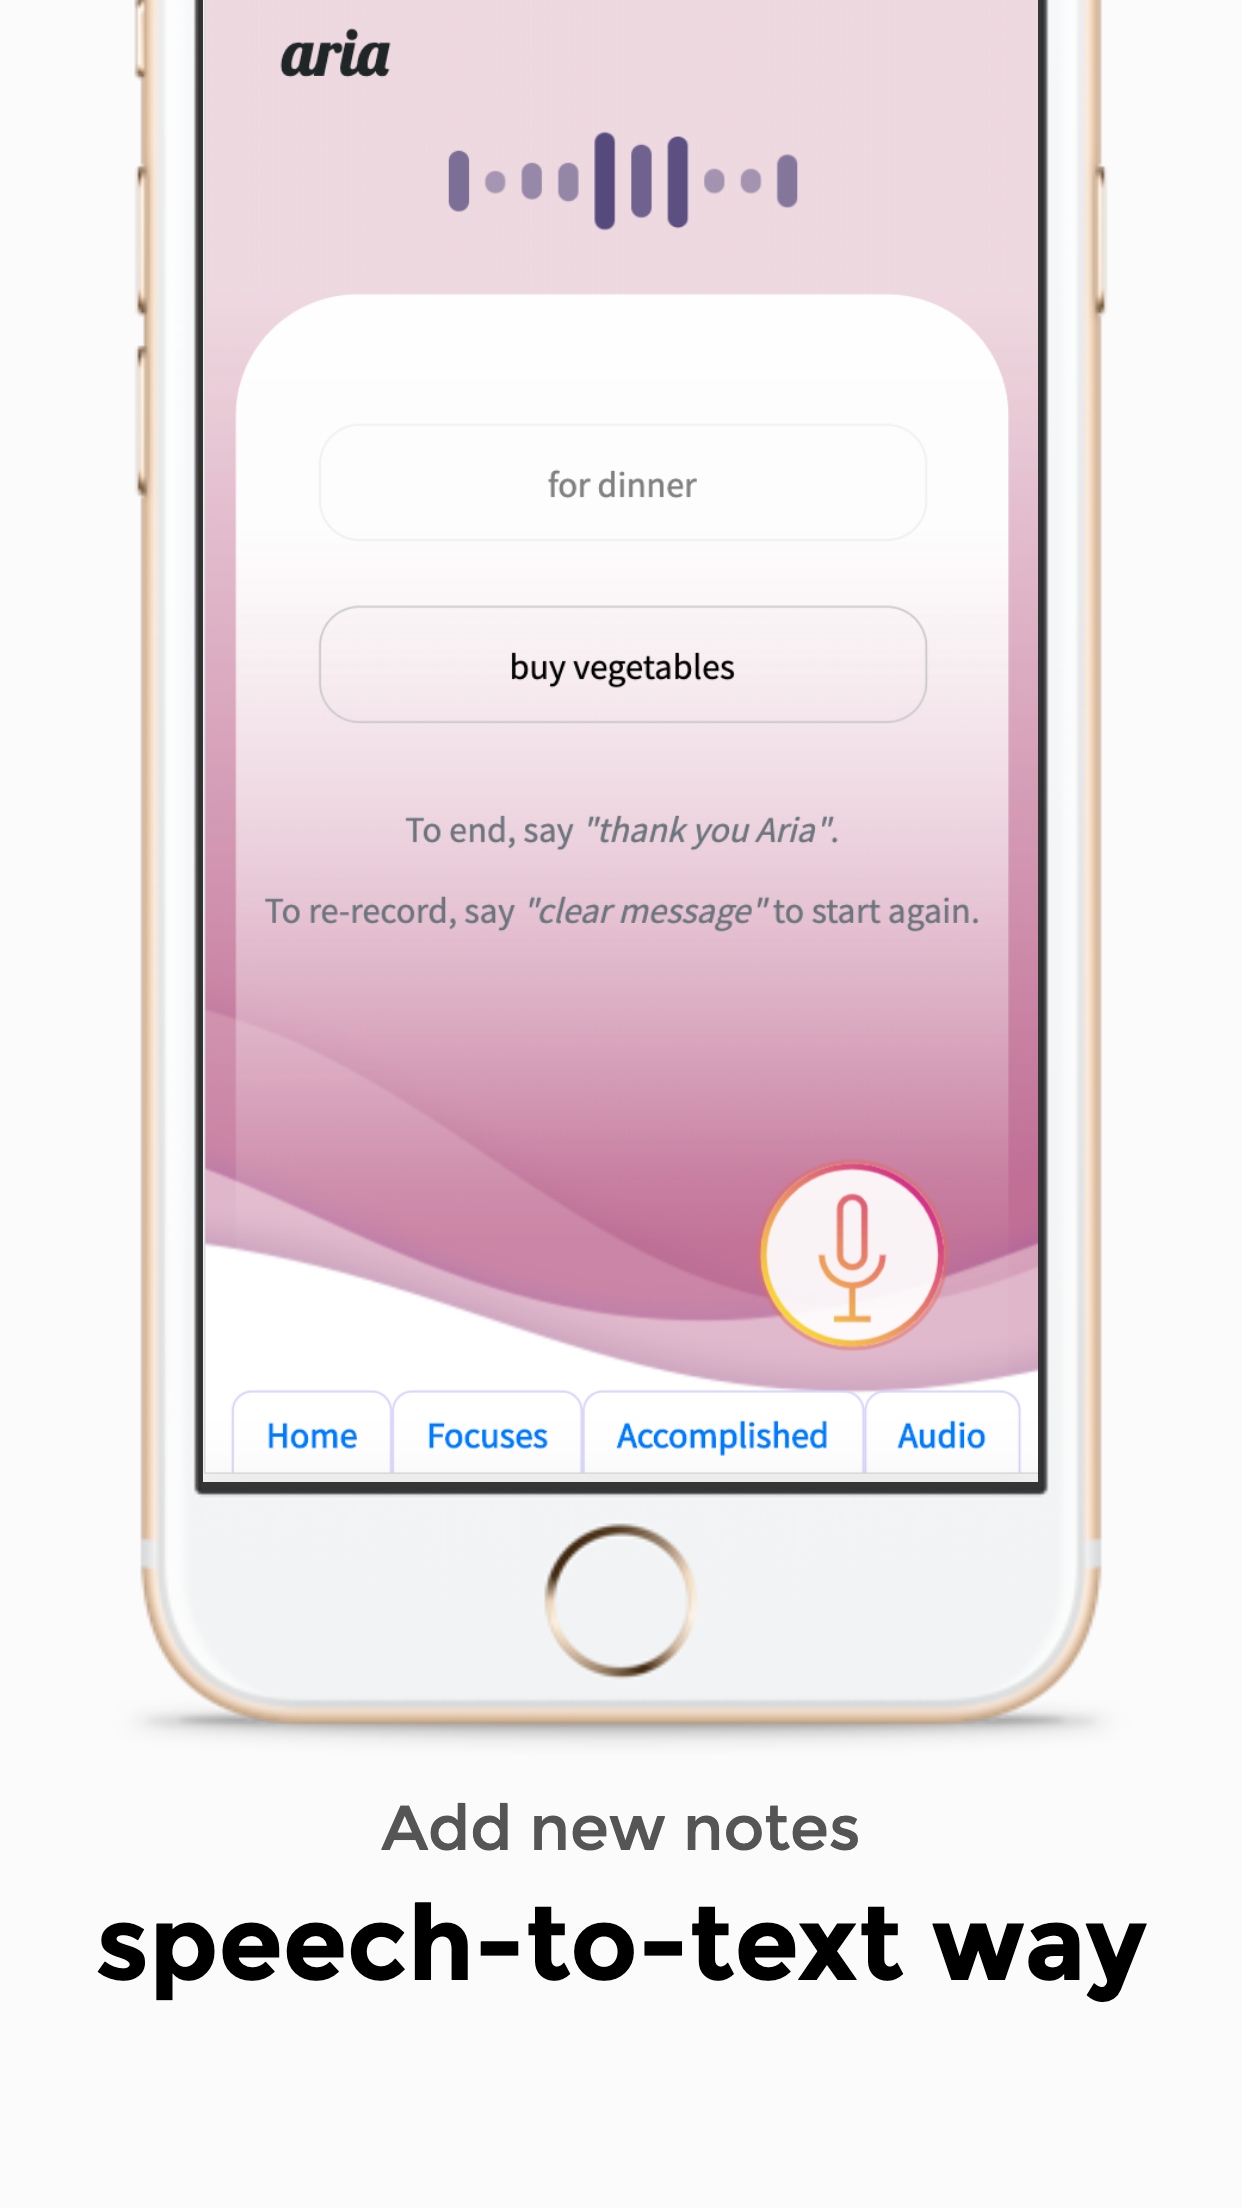 aria
for dinner
buy vegetables
To end, say "thank you Aria".
To re-record, say "clear message" to start again.
Home Focuses Accomplished Audio
Add new notes
speech-to-text way